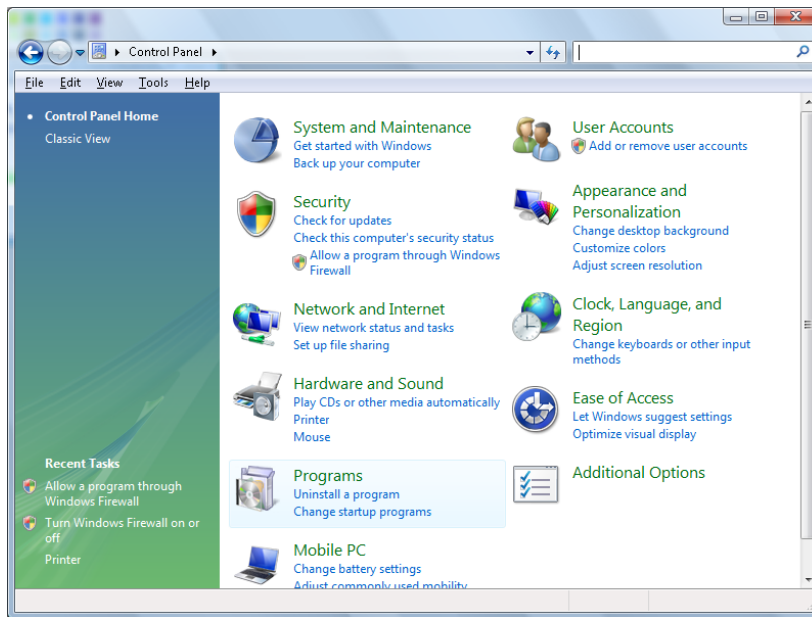 Control Panel
File Edit View Tools Help
Control Panel Home
Classic View
Recent Tasks
Allow a program through
Windows Firewall
Turn Windows Firewall on or
off
Printer
System and Maintenance
Get started with Windows
Back up your computer
Security
Check for updates
Check this computer's security status
Allow a program through Windows
Firewall
Network and Internet
View network status and tasks
Set up file sharing
Hardware and Sound
Play CDs or other media automatically
Printer
Mouse
Programs
Uninstall a program
Change startup programs
Mobile PC
Change battery settings
Adjust commonly used mobility
User Accounts
Add or remove user accounts
Appearance and
Personalization
Change desktop background
Customize colors
Adjust screen resolution
Clock, Language, and
Region
Change keyboards or other input
methods
Ease of Access
Let Windows suggest settings
Optimize visual display
Additional Options